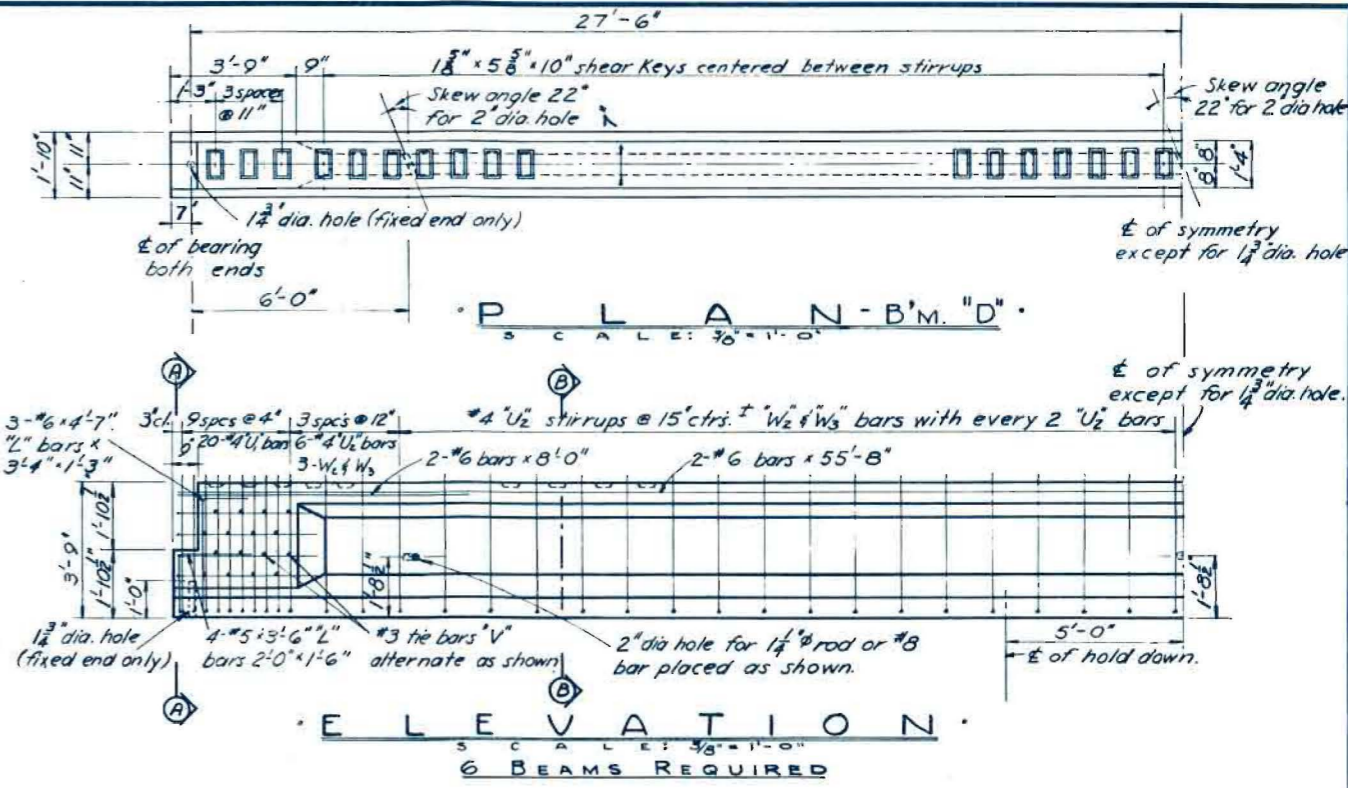 27'-6"
3'-9" 9" 1 5/8" x 5 5/8" x 10" shear Keys centered between stirrups
1'-3" 3 spaces
@ 11"
Skew angle 22°
for 2" dia. hole
Skew angle
22° for 2" dia hole
1'-10"
11"
11"
8" 8"
1'-4"
7"
1 3/4" dia. hole (fixed end only)
℄ of bearing
both ends
℄ of symmetry
except for 1 3/4" dia. hole
6'-0"
PLAN - B'M. "D"
SCALE: 3/8" = 1'-0"
A
B
℄ of symmetry
except for 1 3/4" dia. hole.
3-#6 x 4'-7"
"L" bars x
3'-4" x 1'-3"
3"cl. 9 spcs @ 4" 3 spc's @ 12" #4 "U2" stirrups @ 15" ctrs. ± "W2" & "W3" bars with every 2 "U2" bars
9" 20-#4 "U1" bars 6-#4 "U2" bars
3-W2 & W3
2-#6 bars x 8'-0"
2-#6 bars x 55'-8"
7"
3'-9"
1'-10 1/2"
1'-10 1/2"
1'-0"
1'-8 1/2"
1'-8 1/2"
1 3/4" dia. hole
(fixed end only)
4-#5 x 3'-6" "L"
bars 2'-0" x 1'-6"
#3 tie bars "V"
alternate as shown
2" dia hole for 1 1/4" ϕ rod or #8
bar placed as shown.
5'-0"
℄ of hold down.
A
B
ELEVATION
SCALE: 3/8" = 1'-0"
6 BEAMS REQUIRED